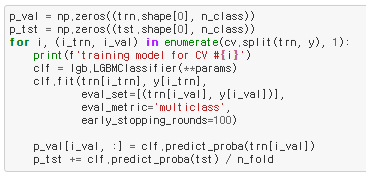 p_val = np.zeros((trn.shape[0], n_class))
p_tst = np.zeros((tst.shape[0], n_class))
for i, (i_trn, i_val) in enumerate(cv.split(trn, y), 1):
    print(f'training model for CV #{i}')
    clf = lgb.LGBMClassifier(**params)
    clf.fit(trn[i_trn], y[i_trn],
            eval_set=[(trn[i_val], y[i_val])],
            eval_metric='multiclass',
            early_stopping_rounds=100)
    p_val[i_val, :] = clf.predict_proba(trn[i_val])
    p_tst += clf.predict_proba(tst) / n_fold